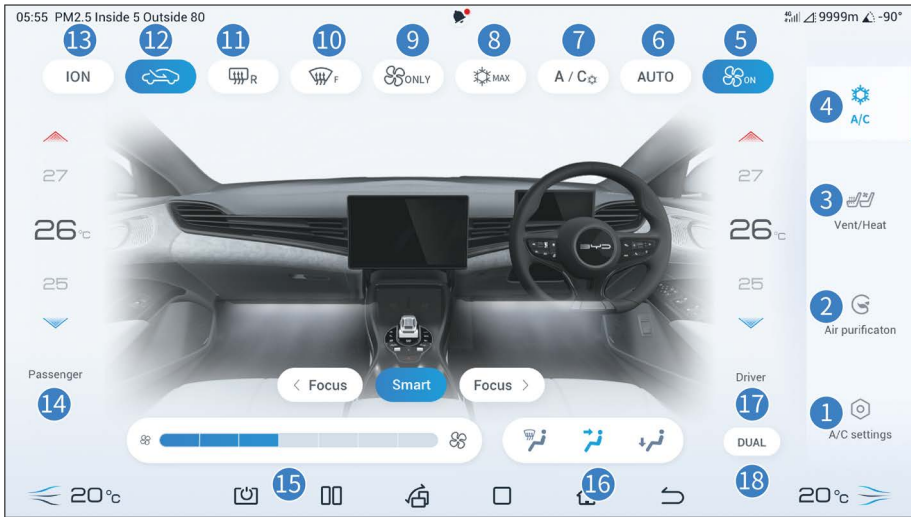 05:55 PM2.5 Inside 5 Outside 80
4G 9999m -90°
13 12 11 10 9 8 7 6 5
ION R F ONLY MAX A / C AUTO ON
4
A/C
27 27
26°C 26°C
25 25
3
Vent/Heat
2
Air purificaton
Passenger Driver
14 17
< Focus Smart Focus >
1
A/C settings
DUAL
15 16 18
20°C 20°C
BYD